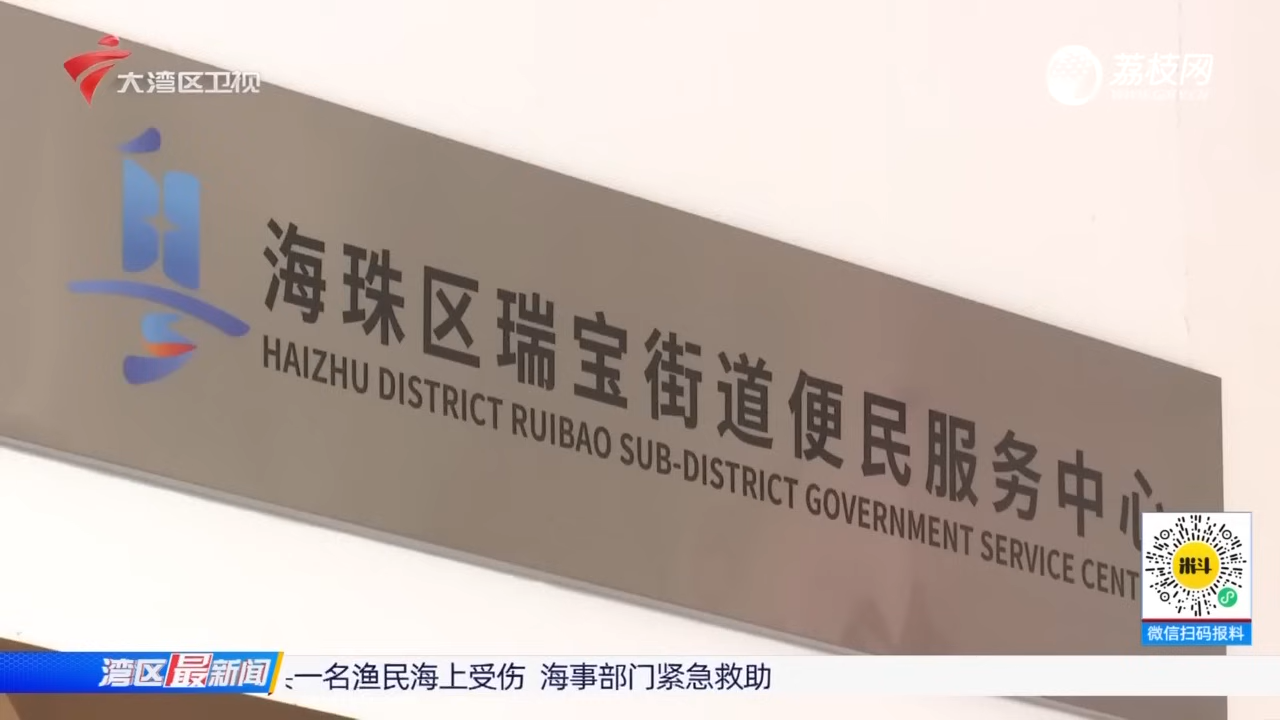 大湾区卫视
荔枝网
海珠区瑞宝街道便民服务中心
HAIZHU DISTRICT RUIBAO SUB-DISTRICT GOVERNMENT SERVICE CENT
米斗
微信扫码报料
湾区最新闻
一名渔民海上受伤 海事部门紧急救助